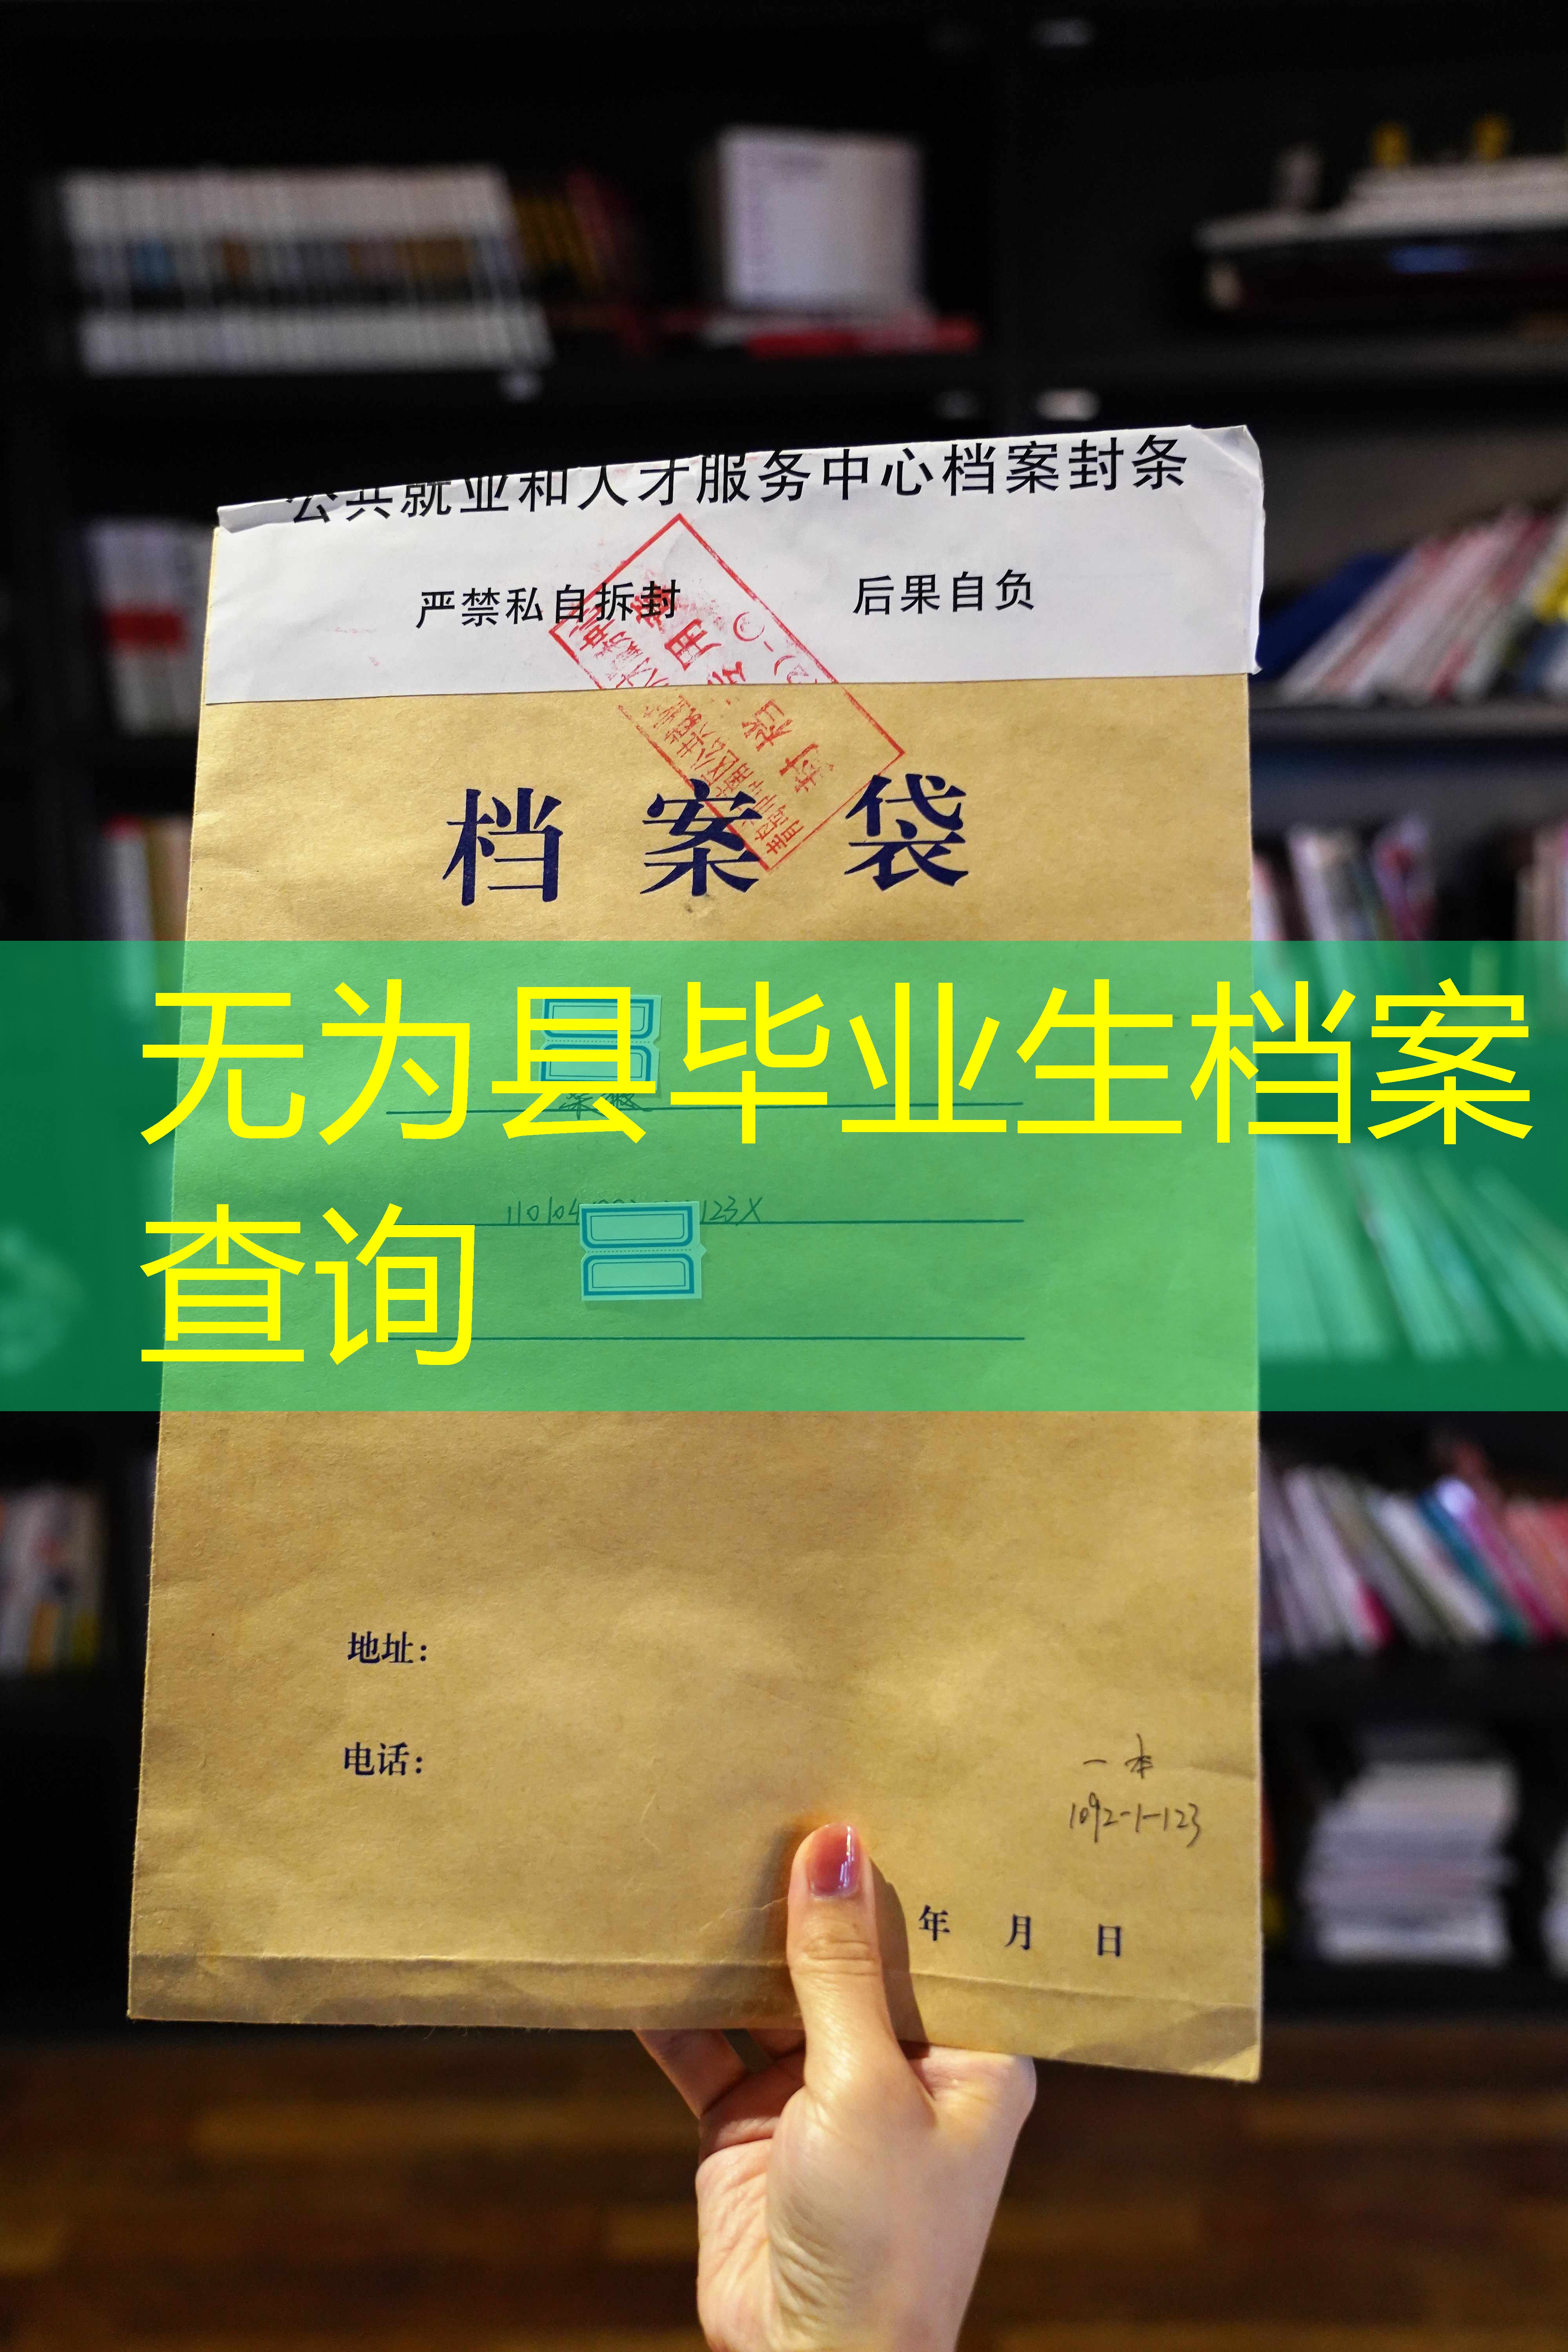 公共就业和人才服务中心档案封条
严禁私自拆封 后果自负
档案袋
无为县毕业生档案
查询
110104 123X
地址：
电话：
一本
1092-1-123
年 月 日